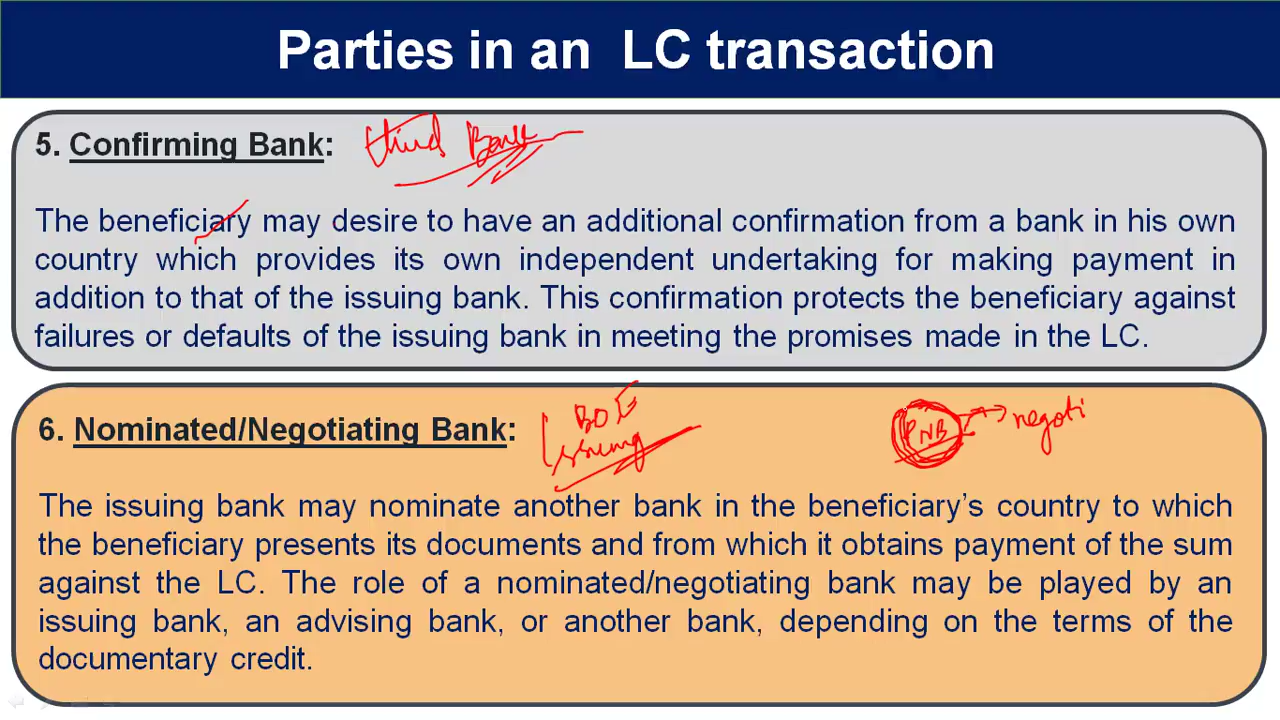 Parties in an LC transaction
5. Confirming Bank: third Bank
The beneficiary may desire to have an additional confirmation from a bank in his own
country which provides its own independent undertaking for making payment in
addition to that of the issuing bank. This confirmation protects the beneficiary against
failures or defaults of the issuing bank in meeting the promises made in the LC.
BOE
PNB → negoti
6. Nominated/Negotiating Bank: issuing
The issuing bank may nominate another bank in the beneficiary’s country to which
the beneficiary presents its documents and from which it obtains payment of the sum
against the LC. The role of a nominated/negotiating bank may be played by an
issuing bank, an advising bank, or another bank, depending on the terms of the
documentary credit.